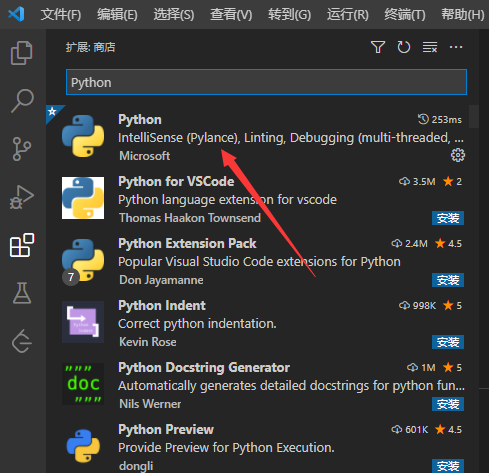 文件(F) 编辑(E) 选择(S) 查看(V) 转到(G) 运行(R) 终端(T) 帮助(H)
扩展: 商店
Python
Python 253ms
IntelliSense (Pylance), Linting, Debugging (multi-threaded, ...
Microsoft
Python for VSCode 3.5M 2
Python language extension for vscode
Thomas Haakon Townsend 安装
Python Extension Pack 2.4M 4.5
Popular Visual Studio Code extensions for Python
7
Don Jayamanne 安装
Python Indent 998K 5
Correct python indentation.
Kevin Rose 安装
Python Docstring Generator 1M 5
""" doc """
Automatically generates detailed docstrings for python fun...
Nils Werner 安装
Python Preview 601K 4.5
Provide Preview for Python Execution.
dongli 安装